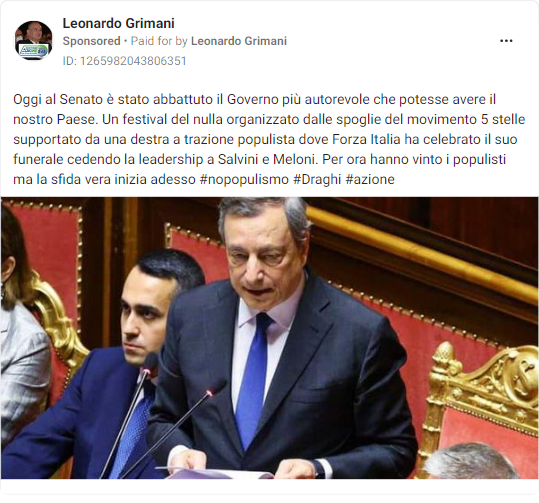 Leonardo Grimani
Sponsored • Paid for by Leonardo Grimani
ID: 1265982043806351
Oggi al Senato è stato abbattuto il Governo più autorevole che potesse avere il
nostro Paese. Un festival del nulla organizzato dalle spoglie del movimento 5 stelle
supportato da una destra a trazione populista dove Forza Italia ha celebrato il suo
funerale cedendo la leadership a Salvini e Meloni. Per ora hanno vinto i populisti
ma la sfida vera inizia adesso #nopopulismo #Draghi #azione